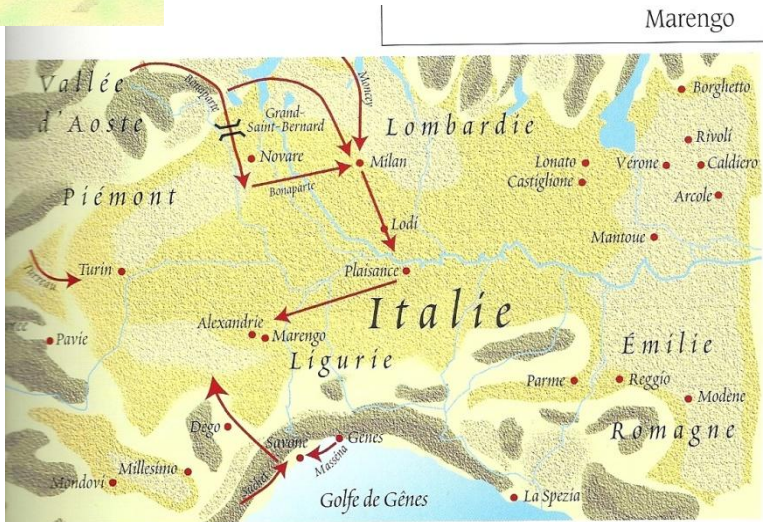 Marengo
Vallée
d'Aoste
Bonaparte
Grand-
Saint-Bernard
Moncey
Lombardie
Borghetto
Rivoli
Novare
Milan
Lonato
Vérone
Caldiero
Castiglione
Bonaparte
Piémont
Arcole
Lodi
Mantoue
Turreau
Turin
Plaisance
Italie
Alexandrie
Marengo
Pavie
Ligurie
Émilie
Parme
Reggio
Modène
Romagne
Dego
Savone
Gênes
Masséna
Millesimo
Mondovi
Suchet
Golfe de Gênes
La Spezia